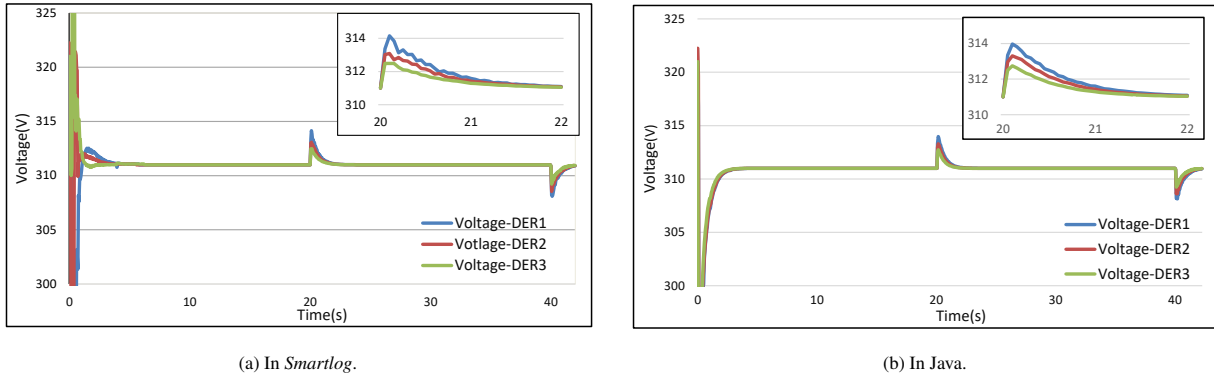 325
320
315
310
305
300
Voltage(V)
0
10
20
30
40
Time(s)
314
312
310
20
21
22
Voltage-DER1
Votlage-DER2
Voltage-DER3
(a) In Smartlog.
325
320
315
310
305
300
Voltage(V)
0
10
20
30
40
Time(s)
314
312
310
20
21
22
Voltage-DER1
Voltage-DER2
Voltage-DER3
(b) In Java.